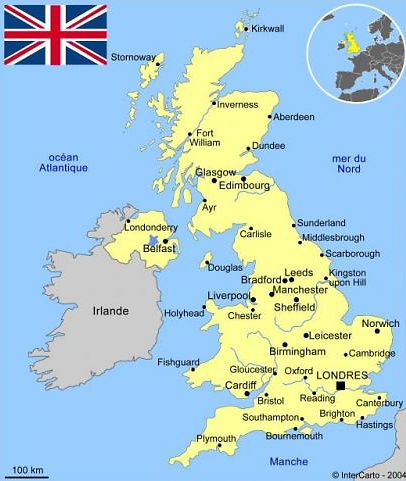 Kirkwall
Stornoway
Inverness
Aberdeen
Fort
William
océan
Atlantique
Dundee
mer du
Nord
Glasgow
Edimbourg
Ayr
Londonderry
Sunderland
Carlisle
Middlesbrough
Belfast
Scarborough
Douglas
Leeds
Bradford
Kingston
upon Hill
Manchester
Liverpool
Sheffield
Irlande
Holyhead
Chester
Norwich
Leicester
Birmingham
Cambridge
Fishguard
Gloucester
Oxford
LONDRES
Cardiff
Bristol
Reading
Canterbury
Southampton
Brighton
Hastings
Plymouth
Bournemouth
Manche
100 km
© InterCarto - 2004